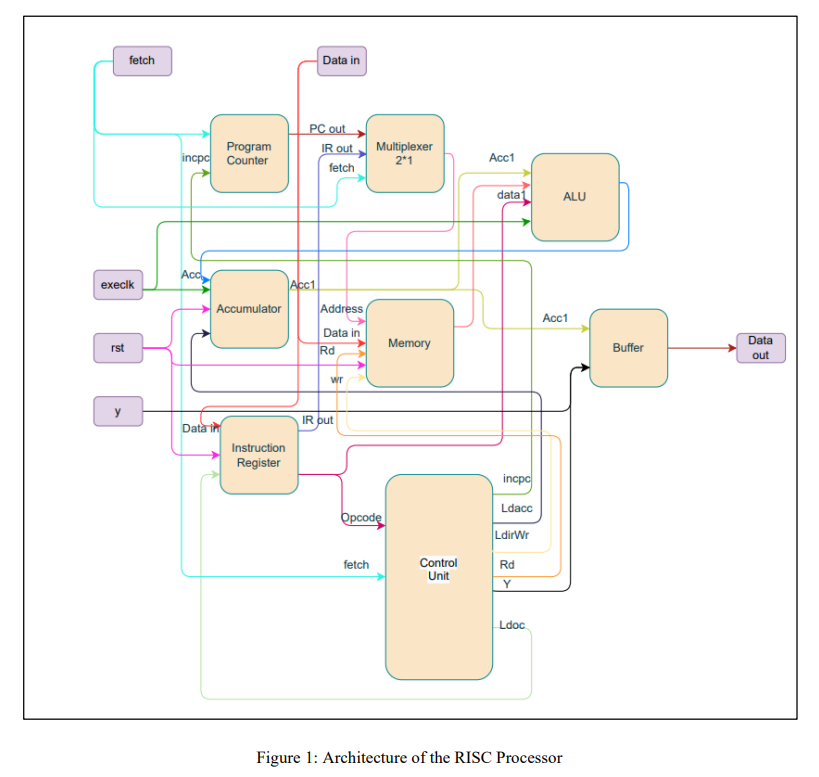 fetch
Data in
Program
Counter
PC out
IR out
fetch
Multiplexer
2*1
incpc
Acc1
data1
ALU
execlk
Acc
Accumulator
Acc1
Address
Data in
Rd
wr
Memory
Acc1
Buffer
Data
out
rst
y
Data in
IR out
Instruction
Register
Opcode
fetch
Control
Unit
incpc
Ldacc
LdirWr
Rd
Y
Ldoc
Figure 1: Architecture of the RISC Processor